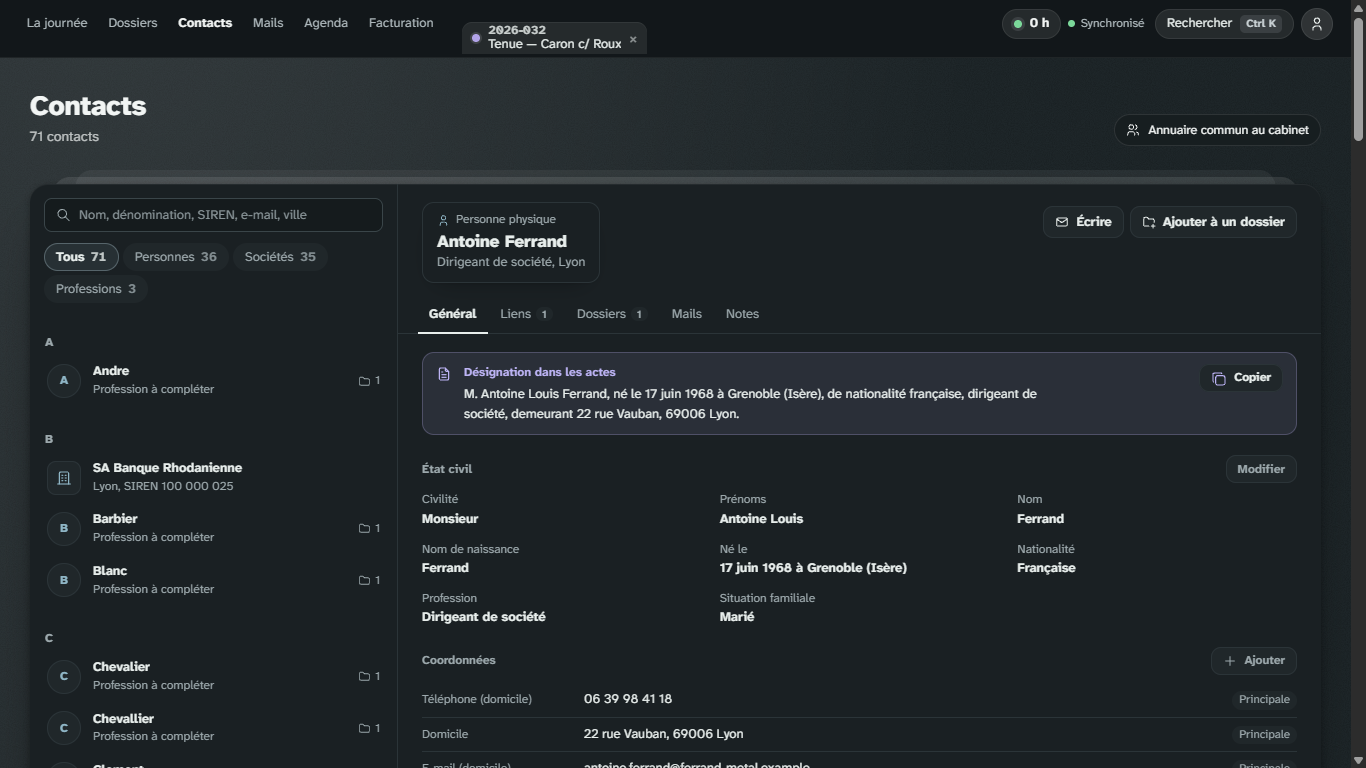 La journée
Dossiers
Contacts
Mails
Agenda
Facturation
2026-032
Tenue — Caron c/ Roux
×
0 h
Synchronisé
Rechercher
Ctrl K
Contacts
71 contacts
Annuaire commun au cabinet
Nom, dénomination, SIREN, e-mail, ville
Tous 71
Personnes 36
Sociétés 35
Professions 3
A
A
Andre
Profession à compléter
1
B
SA Banque Rhodanienne
Lyon, SIREN 100 000 025
B
Barbier
Profession à compléter
1
B
Blanc
Profession à compléter
1
C
C
Chevalier
Profession à compléter
1
C
Chevallier
Profession à compléter
1
Personne physique
Antoine Ferrand
Dirigeant de société, Lyon
Écrire
Ajouter à un dossier
Général
Liens 1
Dossiers 1
Mails
Notes
Désignation dans les actes
M. Antoine Louis Ferrand, né le 17 juin 1968 à Grenoble (Isère), de nationalité française, dirigeant de
société, demeurant 22 rue Vauban, 69006 Lyon.
Copier
État civil
Modifier
Civilité
Monsieur
Prénoms
Antoine Louis
Nom
Ferrand
Nom de naissance
Ferrand
Né le
17 juin 1968 à Grenoble (Isère)
Nationalité
Française
Profession
Dirigeant de société
Situation familiale
Marié
Coordonnées
Ajouter
Téléphone (domicile)
06 39 98 41 18
Principale
Domicile
22 rue Vauban, 69006 Lyon
Principale
E-mail (domicile)
antoine.ferrand@ferrand-metal.example
Principale